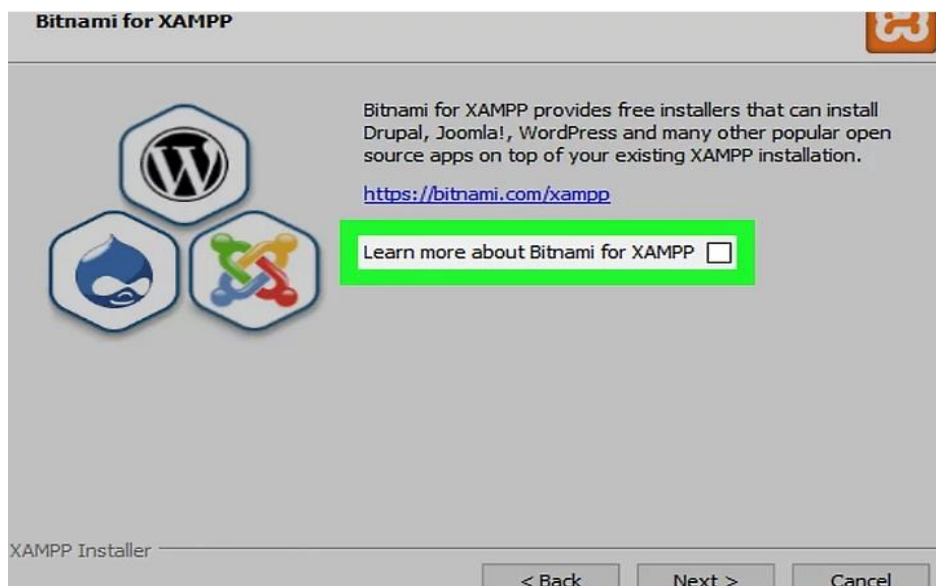 Bitnami for XAMPP
Bitnami for XAMPP provides free installers that can install
Drupal, Joomla!, WordPress and many other popular open
source apps on top of your existing XAMPP installation.
https://bitnami.com/xampp
Learn more about Bitnami for XAMPP
XAMPP Installer
< Back Next > Cancel